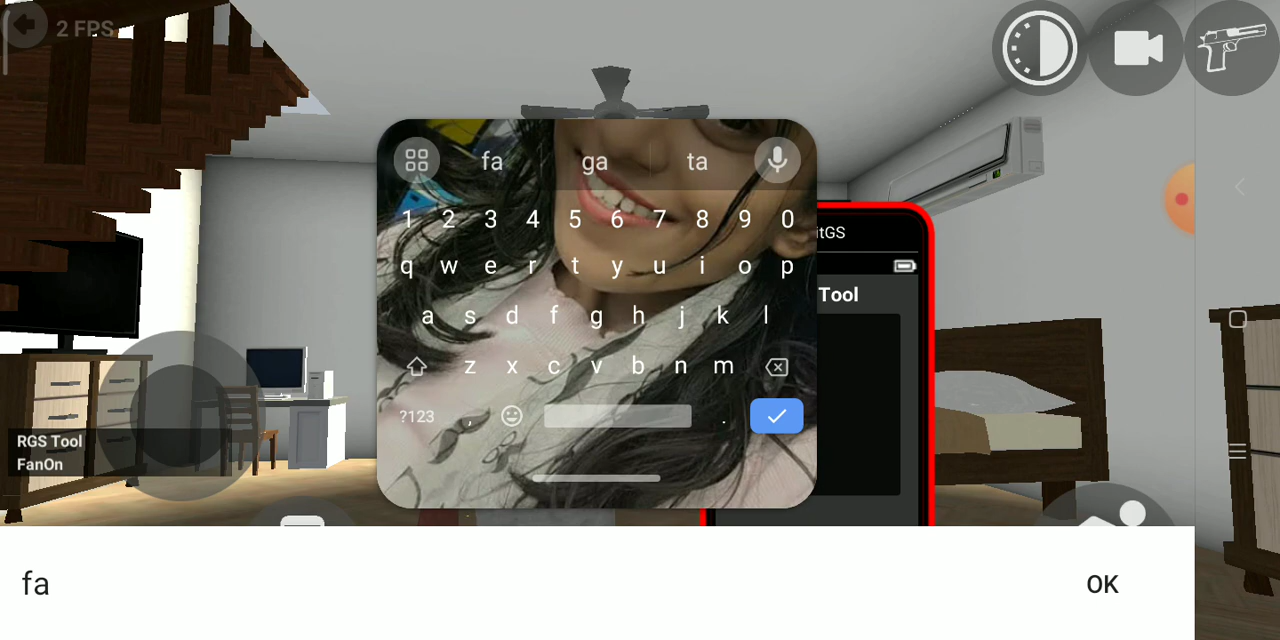 2 FPS
fa ga ta
1 2 3 4 5 6 7 8 9 0
q w e r t y u i o p
a s d f g h j k l
z x c v b n m
?123 , .
itGS
Tool
RGS Tool
FanOn
fa
OK